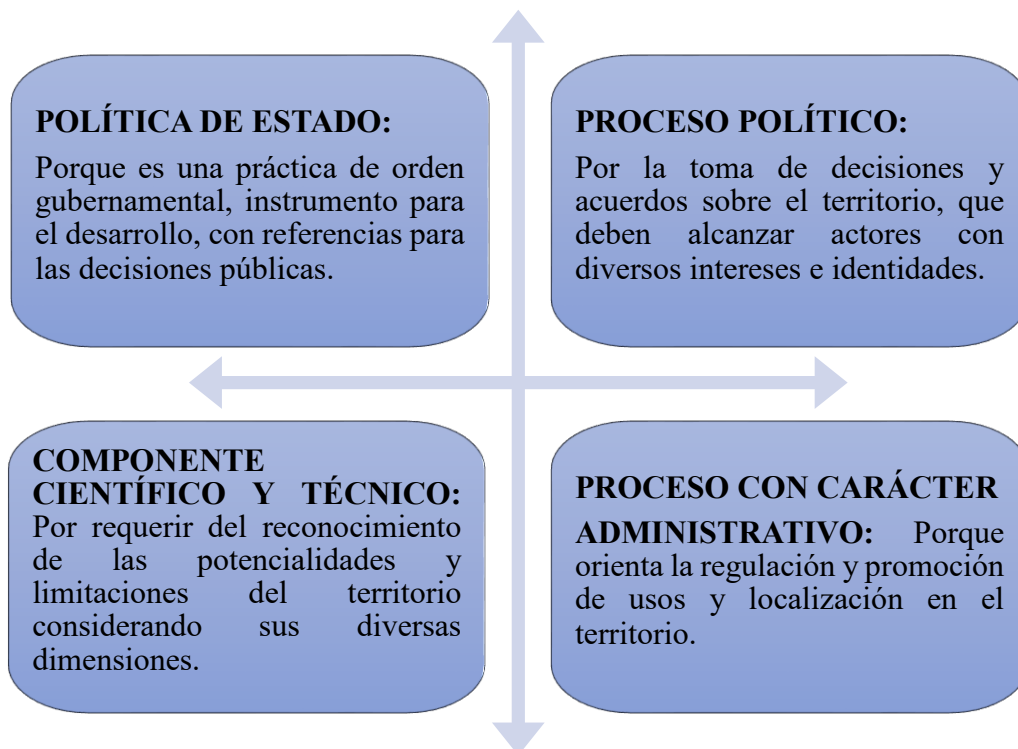 POLÍTICA DE ESTADO:
Porque es una práctica de orden
gubernamental, instrumento para
el desarrollo, con referencias para
las decisiones públicas.
PROCESO POLÍTICO:
Por la toma de decisiones y
acuerdos sobre el territorio, que
deben alcanzar actores con
diversos intereses e identidades.
COMPONENTE
CIENTÍFICO Y TÉCNICO:
Por requerir del reconocimiento
de las potencialidades y
limitaciones del territorio
considerando sus diversas
dimensiones.
PROCESO CON CARÁCTER
ADMINISTRATIVO: Porque
orienta la regulación y promoción
de usos y localización en el
territorio.